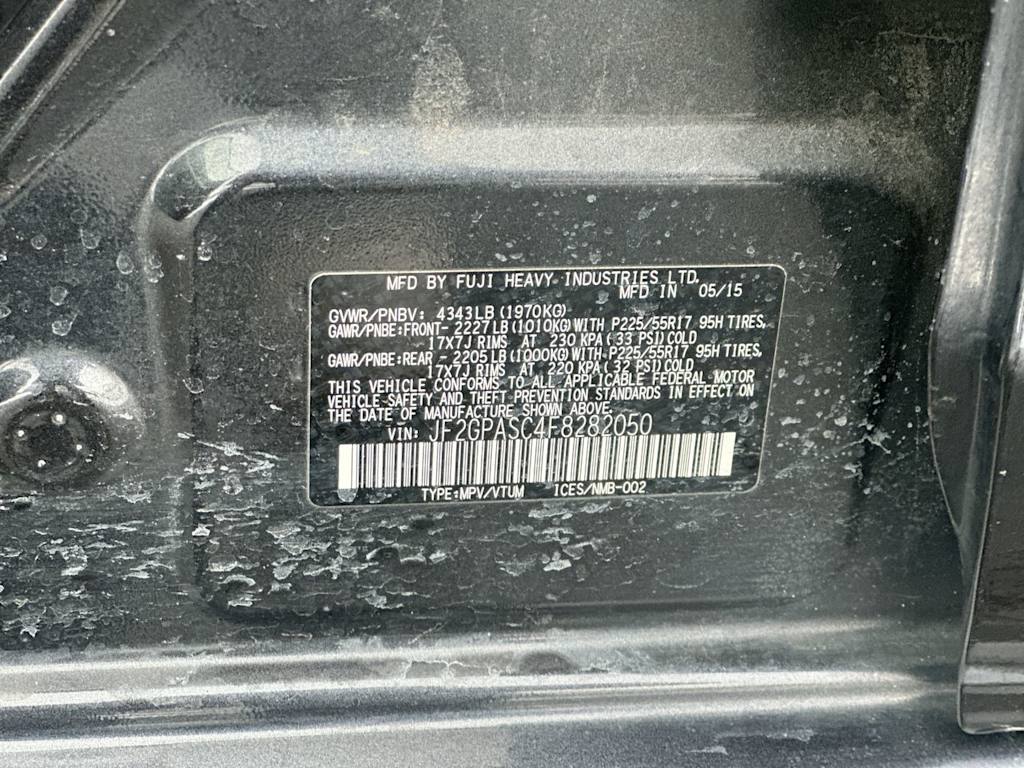 MFD BY FUJI HEAVY INDUSTRIES LTD.
MFD IN 05/15
GVWR/PNBV: 4343LB(1970KG)
GAWR/PNBE:FRONT- 2227LB(1010KG)WITH P225/55R17 95H TIRES,
17X7J RIMS AT 230 KPA(33 PSI)COLD
GAWR/PNBE:REAR - 2205LB(1000KG)WITH P225/55R17 95H TIRES,
17X7J RIMS AT 220 KPA(32 PSI)COLD
THIS VEHICLE CONFORMS TO ALL APPLICABLE FEDERAL MOTOR
VEHICLE SAFETY AND THEFT PREVENTION STANDARDS IN EFFECT ON
THE DATE OF MANUFACTURE SHOWN ABOVE.
VIN: JF2GPASC4F8282050
TYPE:MPV/VTUM ICES/NMB-002